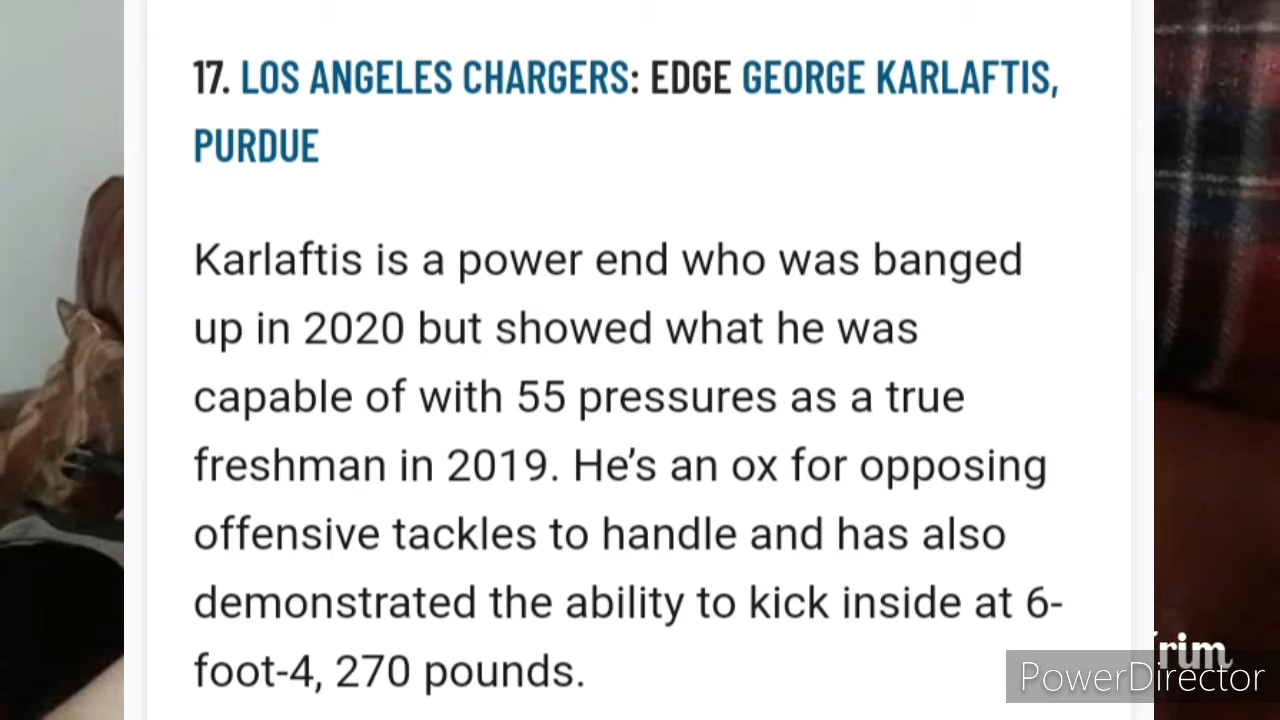 17. LOS ANGELES CHARGERS: EDGE GEORGE KARLAFTIS,
PURDUE
Karlaftis is a power end who was banged
up in 2020 but showed what he was
capable of with 55 pressures as a true
freshman in 2019. He’s an ox for opposing
offensive tackles to handle and has also
demonstrated the ability to kick inside at 6-
foot-4, 270 pounds.
rim
PowerDirector